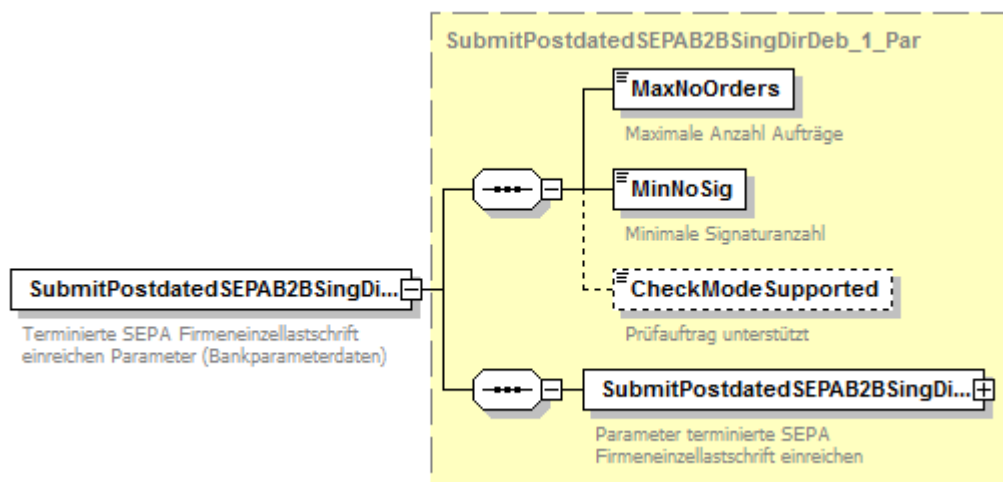 SubmitPostdatedSEPAB2BSingDirDeb_1_Par
MaxNoOrders
Maximale Anzahl Aufträge
MinNoSig
Minimale Signaturanzahl
SubmitPostdatedSEPAB2BSingDi...
Terminierte SEPA Firmeneinzellastschrift
einreichen Parameter (Bankparameterdaten)
CheckModeSupported
Prüfauftrag unterstützt
SubmitPostdatedSEPAB2BSingDi...
Parameter terminierte SEPA
Firmeneinzellastschrift einreichen